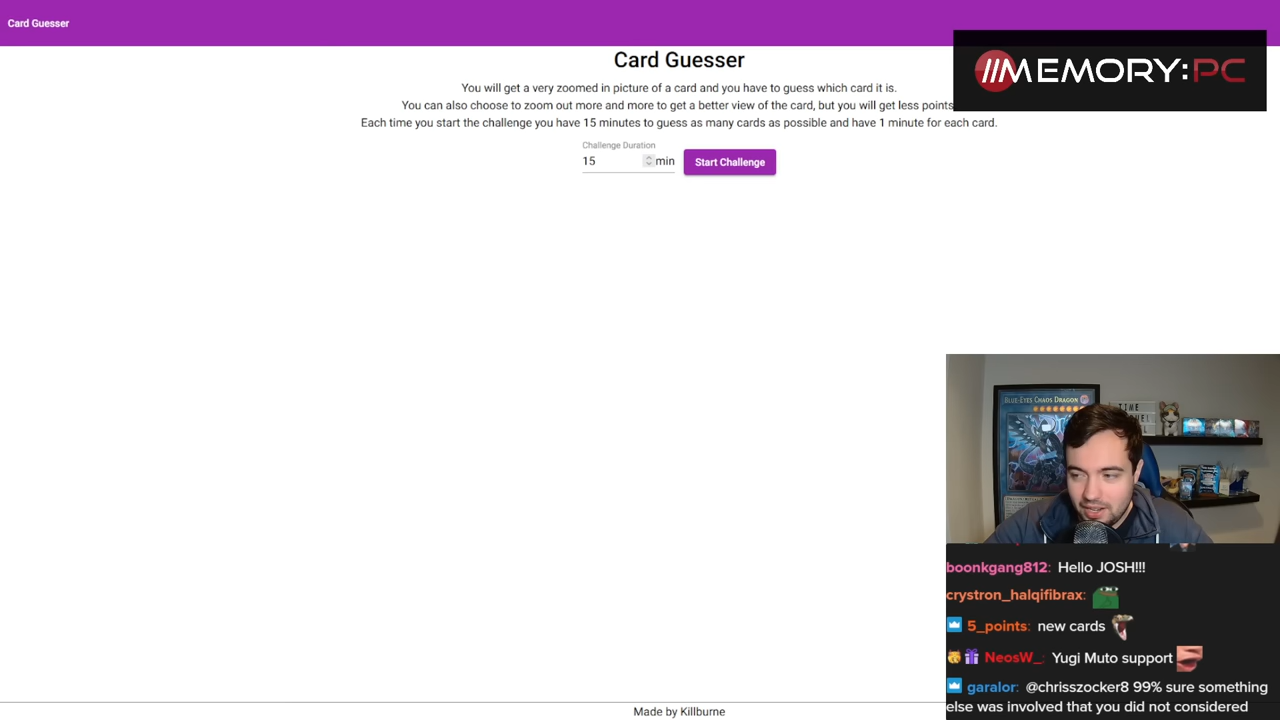 Card Guesser
MEMORY:PC
Card Guesser
You will get a very zoomed in picture of a card and you have to guess which card it is.
You can also choose to zoom out more and more to get a better view of the card, but you will get less points
Each time you start the challenge you have 15 minutes to guess as many cards as possible and have 1 minute for each card.
Challenge Duration
15 min
Start Challenge
BLUE-EYES CHAOS DRAGON
TIME
boonkgang812: Hello JOSH!!!
crystron_halqifibrax:
5_points: new cards
NeosW_: Yugi Muto support
garalor: @chrisszocker8 99% sure something
else was involved that you did not considered
Made by Killburne